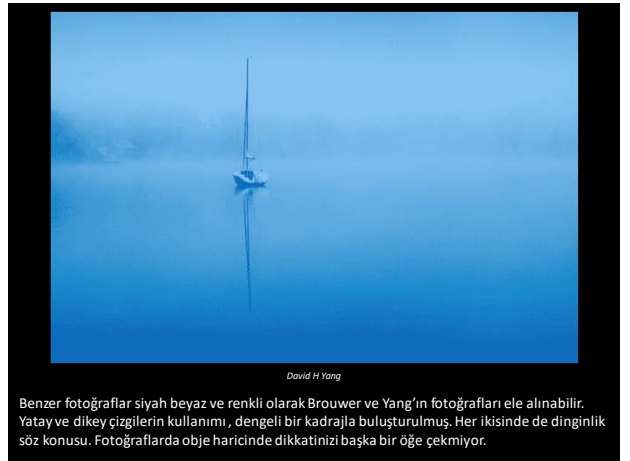 David H Yang
Benzer fotoğraflar siyah beyaz ve renkli olarak Brouwer ve Yang’ın fotoğrafları ele alınabilir.
Yatay ve dikey çizgilerin kullanımı , dengeli bir kadrajla buluşturulmuş. Her ikisinde de dinginlik
söz konusu. Fotoğraflarda obje haricinde dikkatinizi başka bir öğe çekmiyor.